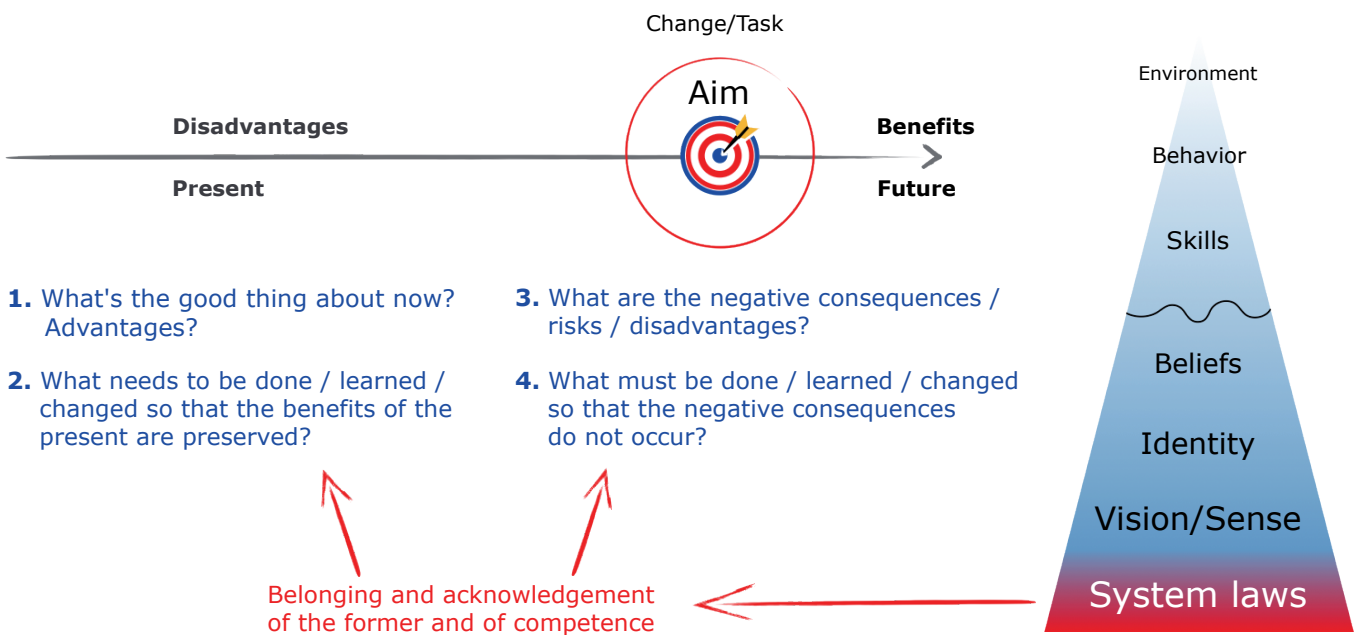 Change/Task
Aim
Disadvantages
Benefits
Present
Future
1. What's the good thing about now?
Advantages?
2. What needs to be done / learned /
changed so that the benefits of the
present are preserved?
3. What are the negative consequences /
risks / disadvantages?
4. What must be done / learned / changed
so that the negative consequences
do not occur?
Belonging and acknowledgement
of the former and of competence
Environment
Behavior
Skills
Beliefs
Identity
Vision/Sense
System laws